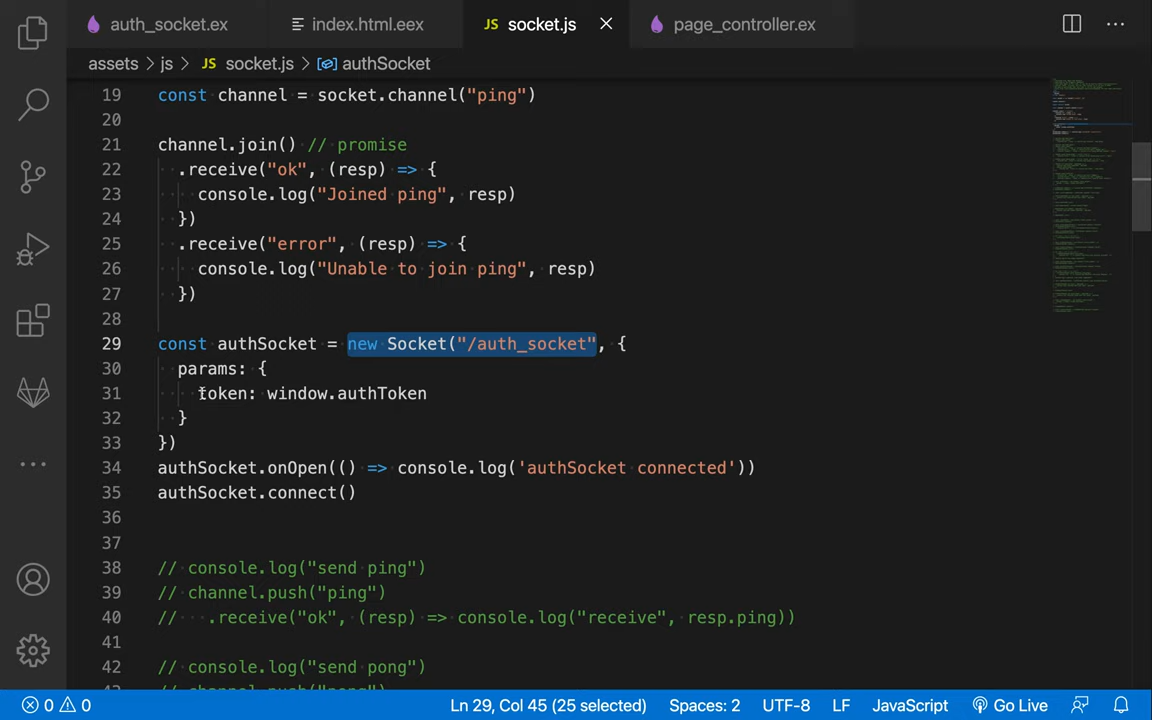 auth_socket.ex index.html.eex JS socket.js page_controller.ex
assets > js > JS socket.js > authSocket
19 const channel = socket.channel("ping")
20
21 channel.join() // promise
22 .receive("ok", (resp) => {
23 console.log("Joined ping", resp)
24 })
25 .receive("error", (resp) => {
26 console.log("Unable to join ping", resp)
27 })
28
29 const authSocket = new Socket("/auth_socket", {
30 params: {
31 token: window.authToken
32 }
33 })
34 authSocket.onOpen(() => console.log('authSocket connected'))
35 authSocket.connect()
36
37
38 // console.log("send ping")
39 // channel.push("ping")
40 // .receive("ok", (resp) => console.log("receive", resp.ping))
41
42 // console.log("send pong")
0 0 Ln 29, Col 45 (25 selected) Spaces: 2 UTF-8 LF JavaScript Go Live